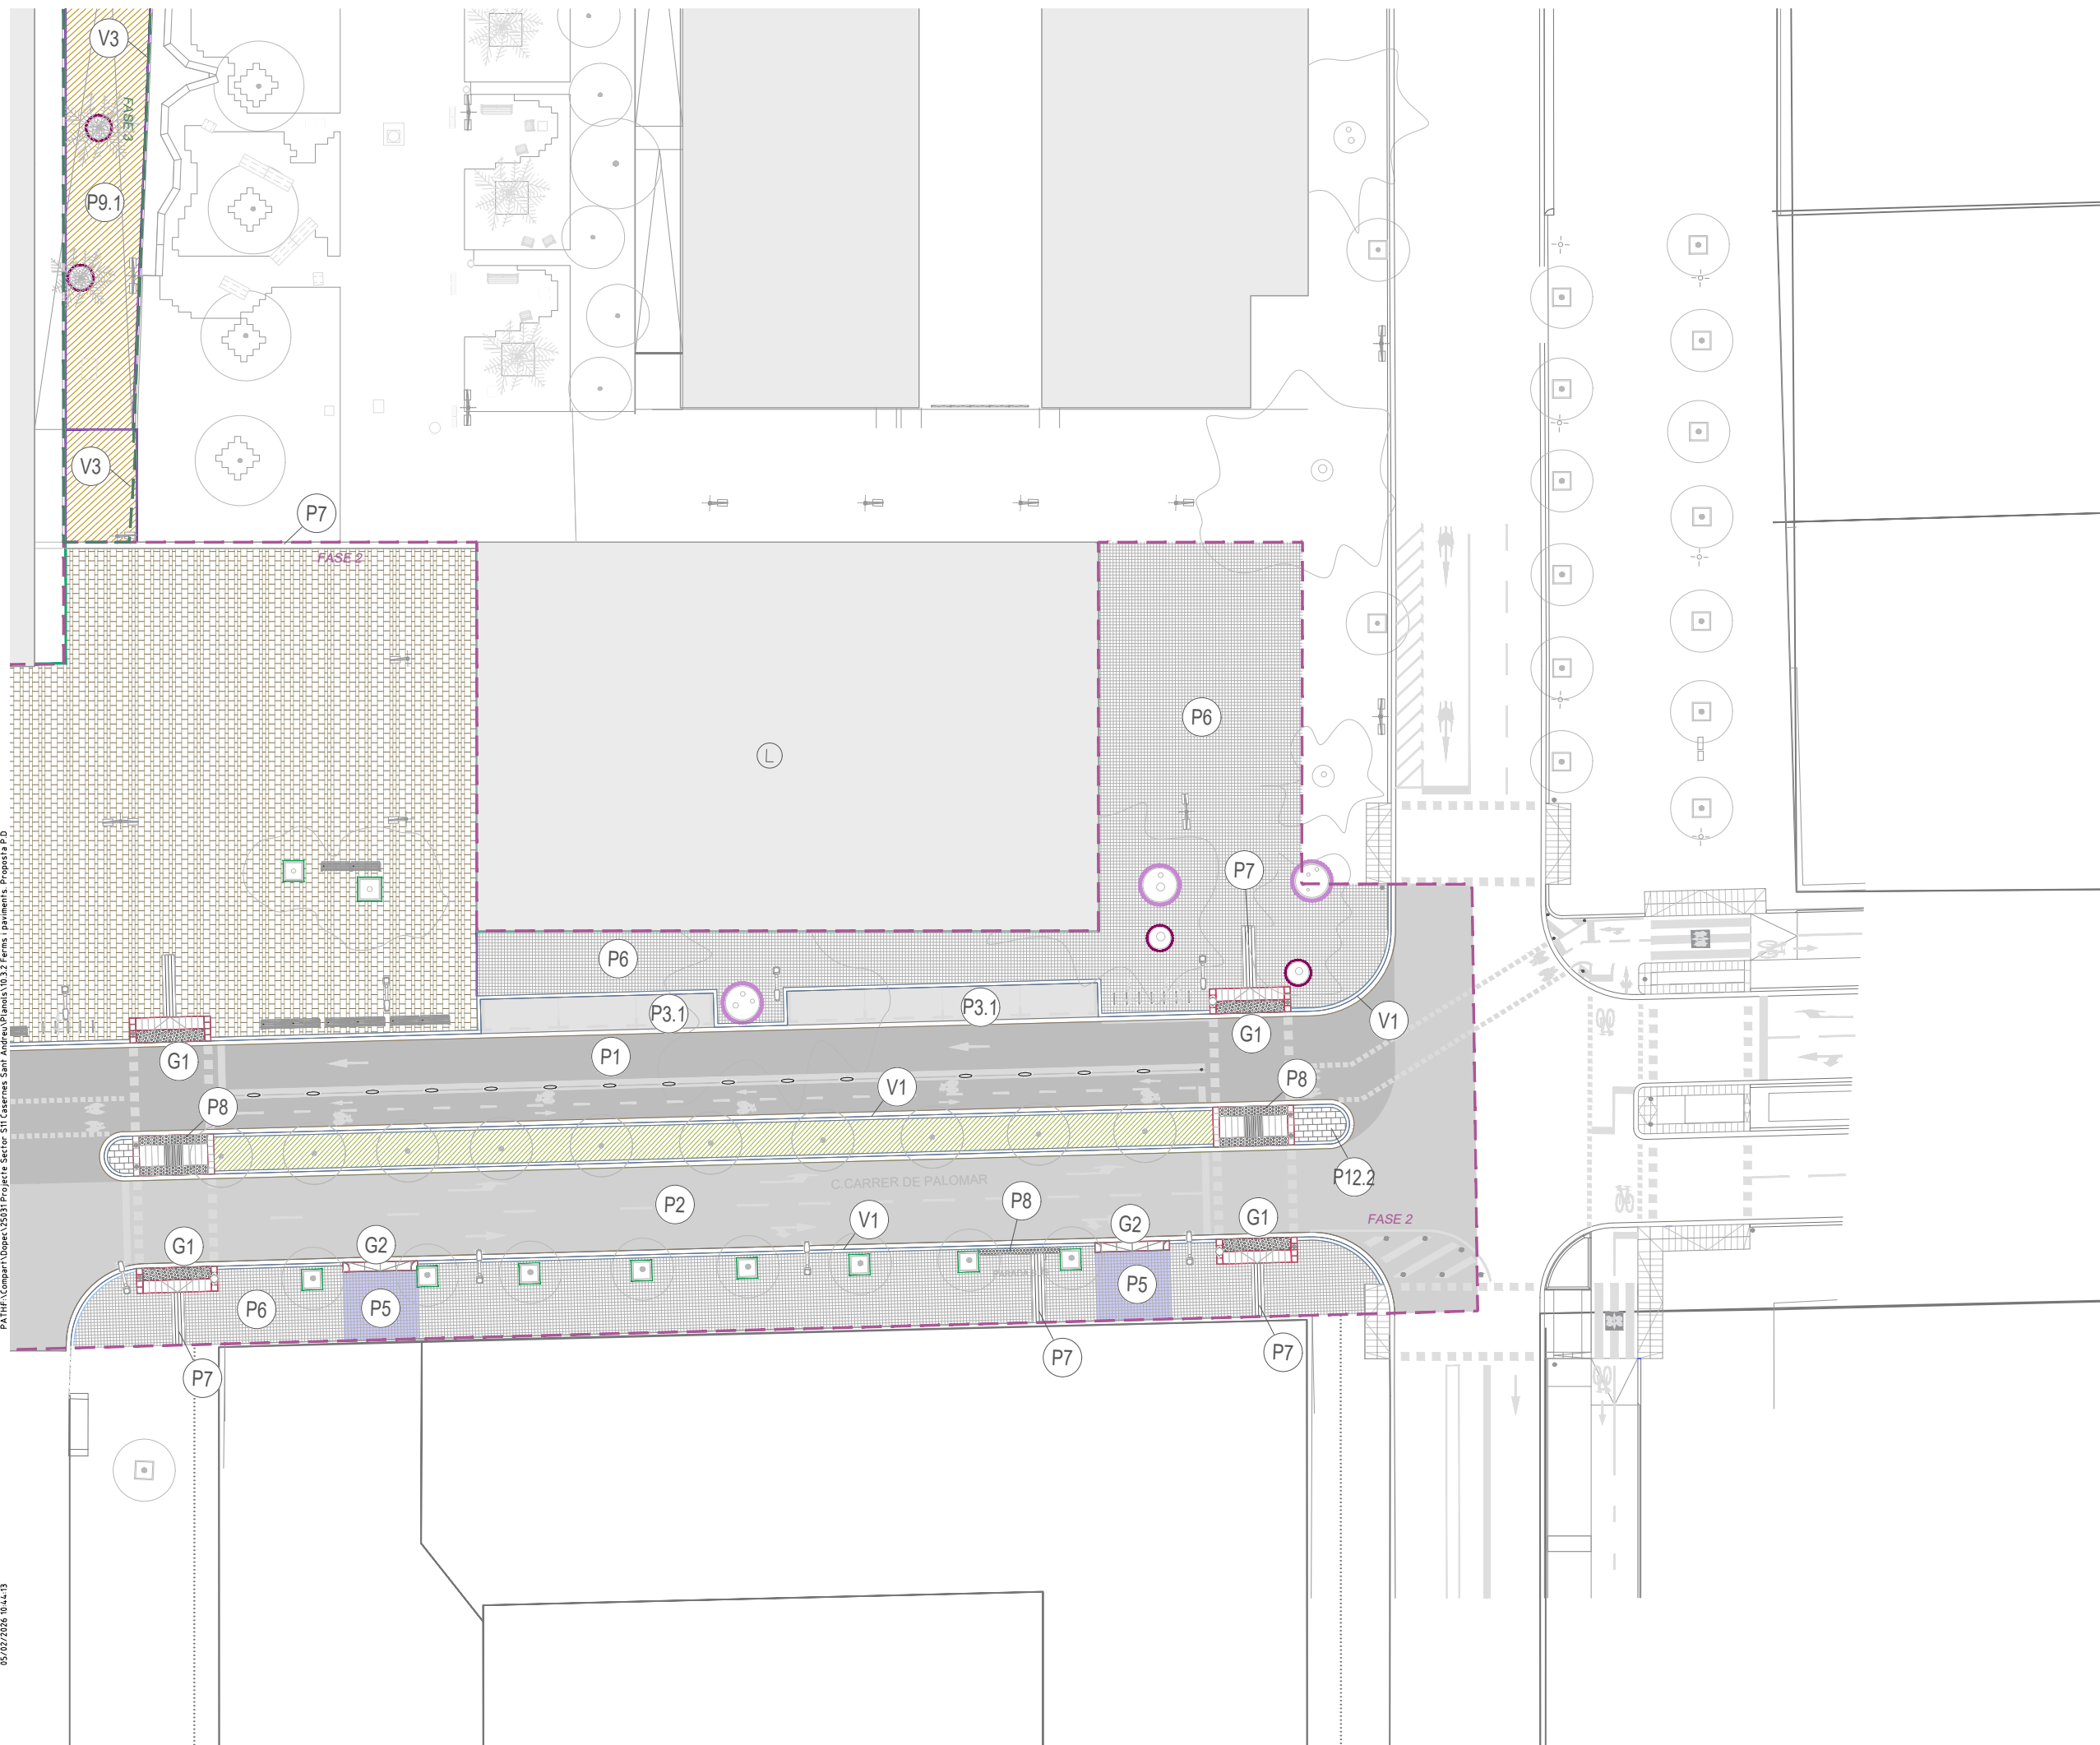 V3
FASE 3
P9.1
V3
P7
FASE 2
P6
L
P7
P6
P3.1
P3.1
V1
G1
P1
G1
V1
P8
P8
P12.2
C.CARRER DE PALOMAR
P2
P8
V1
G2
G1
FASE 2
G1
G2
P6
P5
P5
P7
P7
P7
PATHF:\Compart\Dopec\25031 Projecte Sector S11 Casernes Sant Andreu\Planols\10.3.2 Ferms i paviments. Proposta P.D
05/02/2026 10:44:13